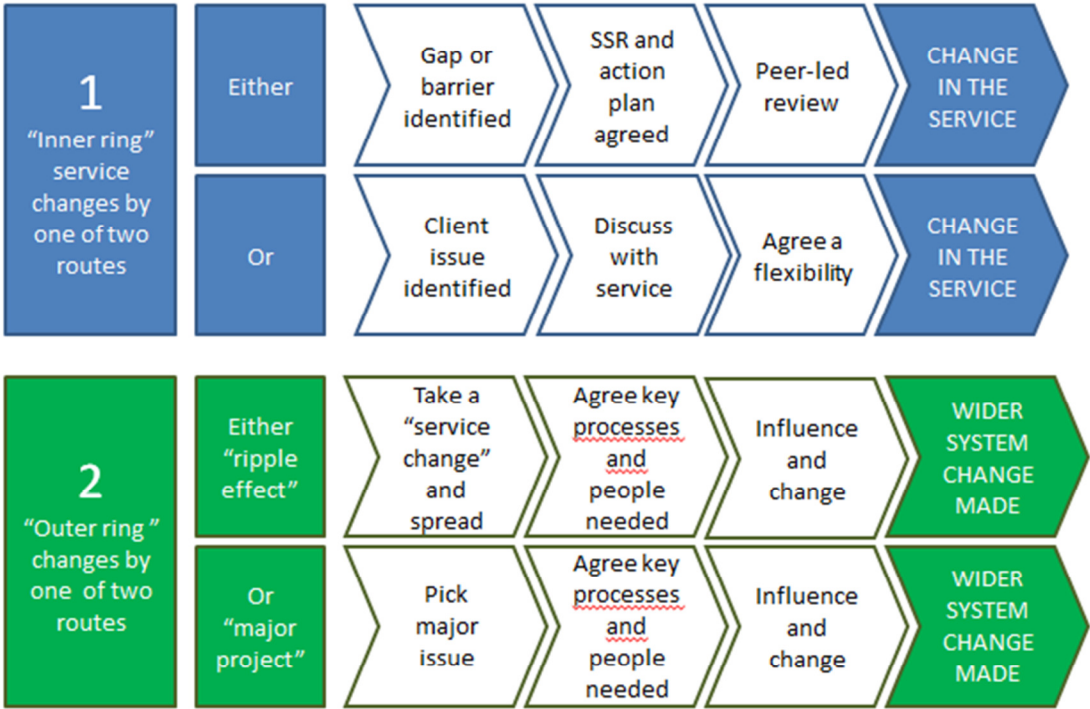 1
“Inner ring”
service
changes by
one of two
routes
Either
Gap or
barrier
identified
SSR and
action
plan
agreed
Peer-led
review
CHANGE
IN THE
SERVICE
Or
Client
issue
identified
Discuss
with
service
Agree a
flexibility
CHANGE
IN THE
SERVICE
2
“Outer ring ”
changes by
one of two
routes
Either
“ripple
effect”
Take a
“service
change”
and
spread
Agree key
processes
and
people
needed
Influence
and
change
WIDER
SYSTEM
CHANGE
MADE
Or
“major
project”
Pick
major
issue
Agree key
processes
and
people
needed
Influence
and
change
WIDER
SYSTEM
CHANGE
MADE